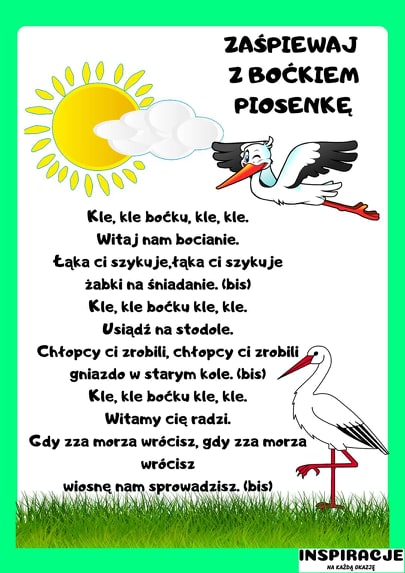 ZAŚPIEWAJ
Z BOĆKIEM
PIOSENKĘ
Kle, kle boćku, kle, kle.
Witaj nam bocianie.
Łąka ci szykuje,łąka ci szykuje
żabki na śniadanie. (bis)
Kle, kle boćku kle, kle.
Usiądź na stodole.
Chłopcy ci zrobili, chłopcy ci zrobili
gniazdo w starym kole. (bis)
Kle, kle boćku kle, kle.
Witamy cię radzi.
Gdy zza morza wrócisz, gdy zza morza
wrócisz
wiosnę nam sprowadzisz. (bis)
INSPIRACJE
NA KAŻDĄ OKAZJĘ